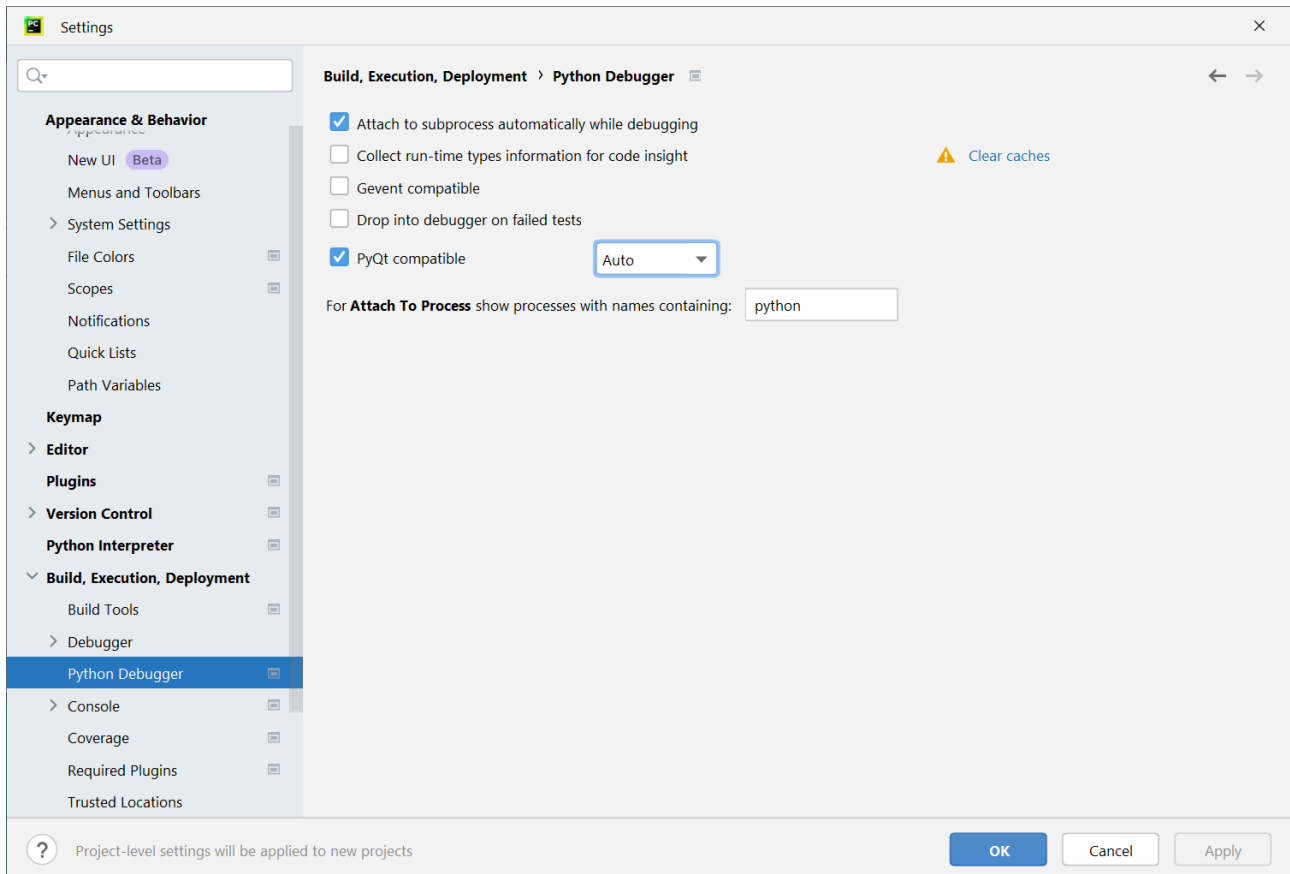 PC
Settings
Appearance & Behavior
Appearance
New UI Beta
Menus and Toolbars
System Settings
File Colors
Scopes
Notifications
Quick Lists
Path Variables
Keymap
Editor
Plugins
Version Control
Python Interpreter
Build, Execution, Deployment
Build Tools
Debugger
Python Debugger
Console
Coverage
Required Plugins
Trusted Locations
Build, Execution, Deployment › Python Debugger
Attach to subprocess automatically while debugging
Collect run-time types information for code insight
Clear caches
Gevent compatible
Drop into debugger on failed tests
PyQt compatible Auto
For Attach To Process show processes with names containing: python
? Project-level settings will be applied to new projects
OK Cancel Apply